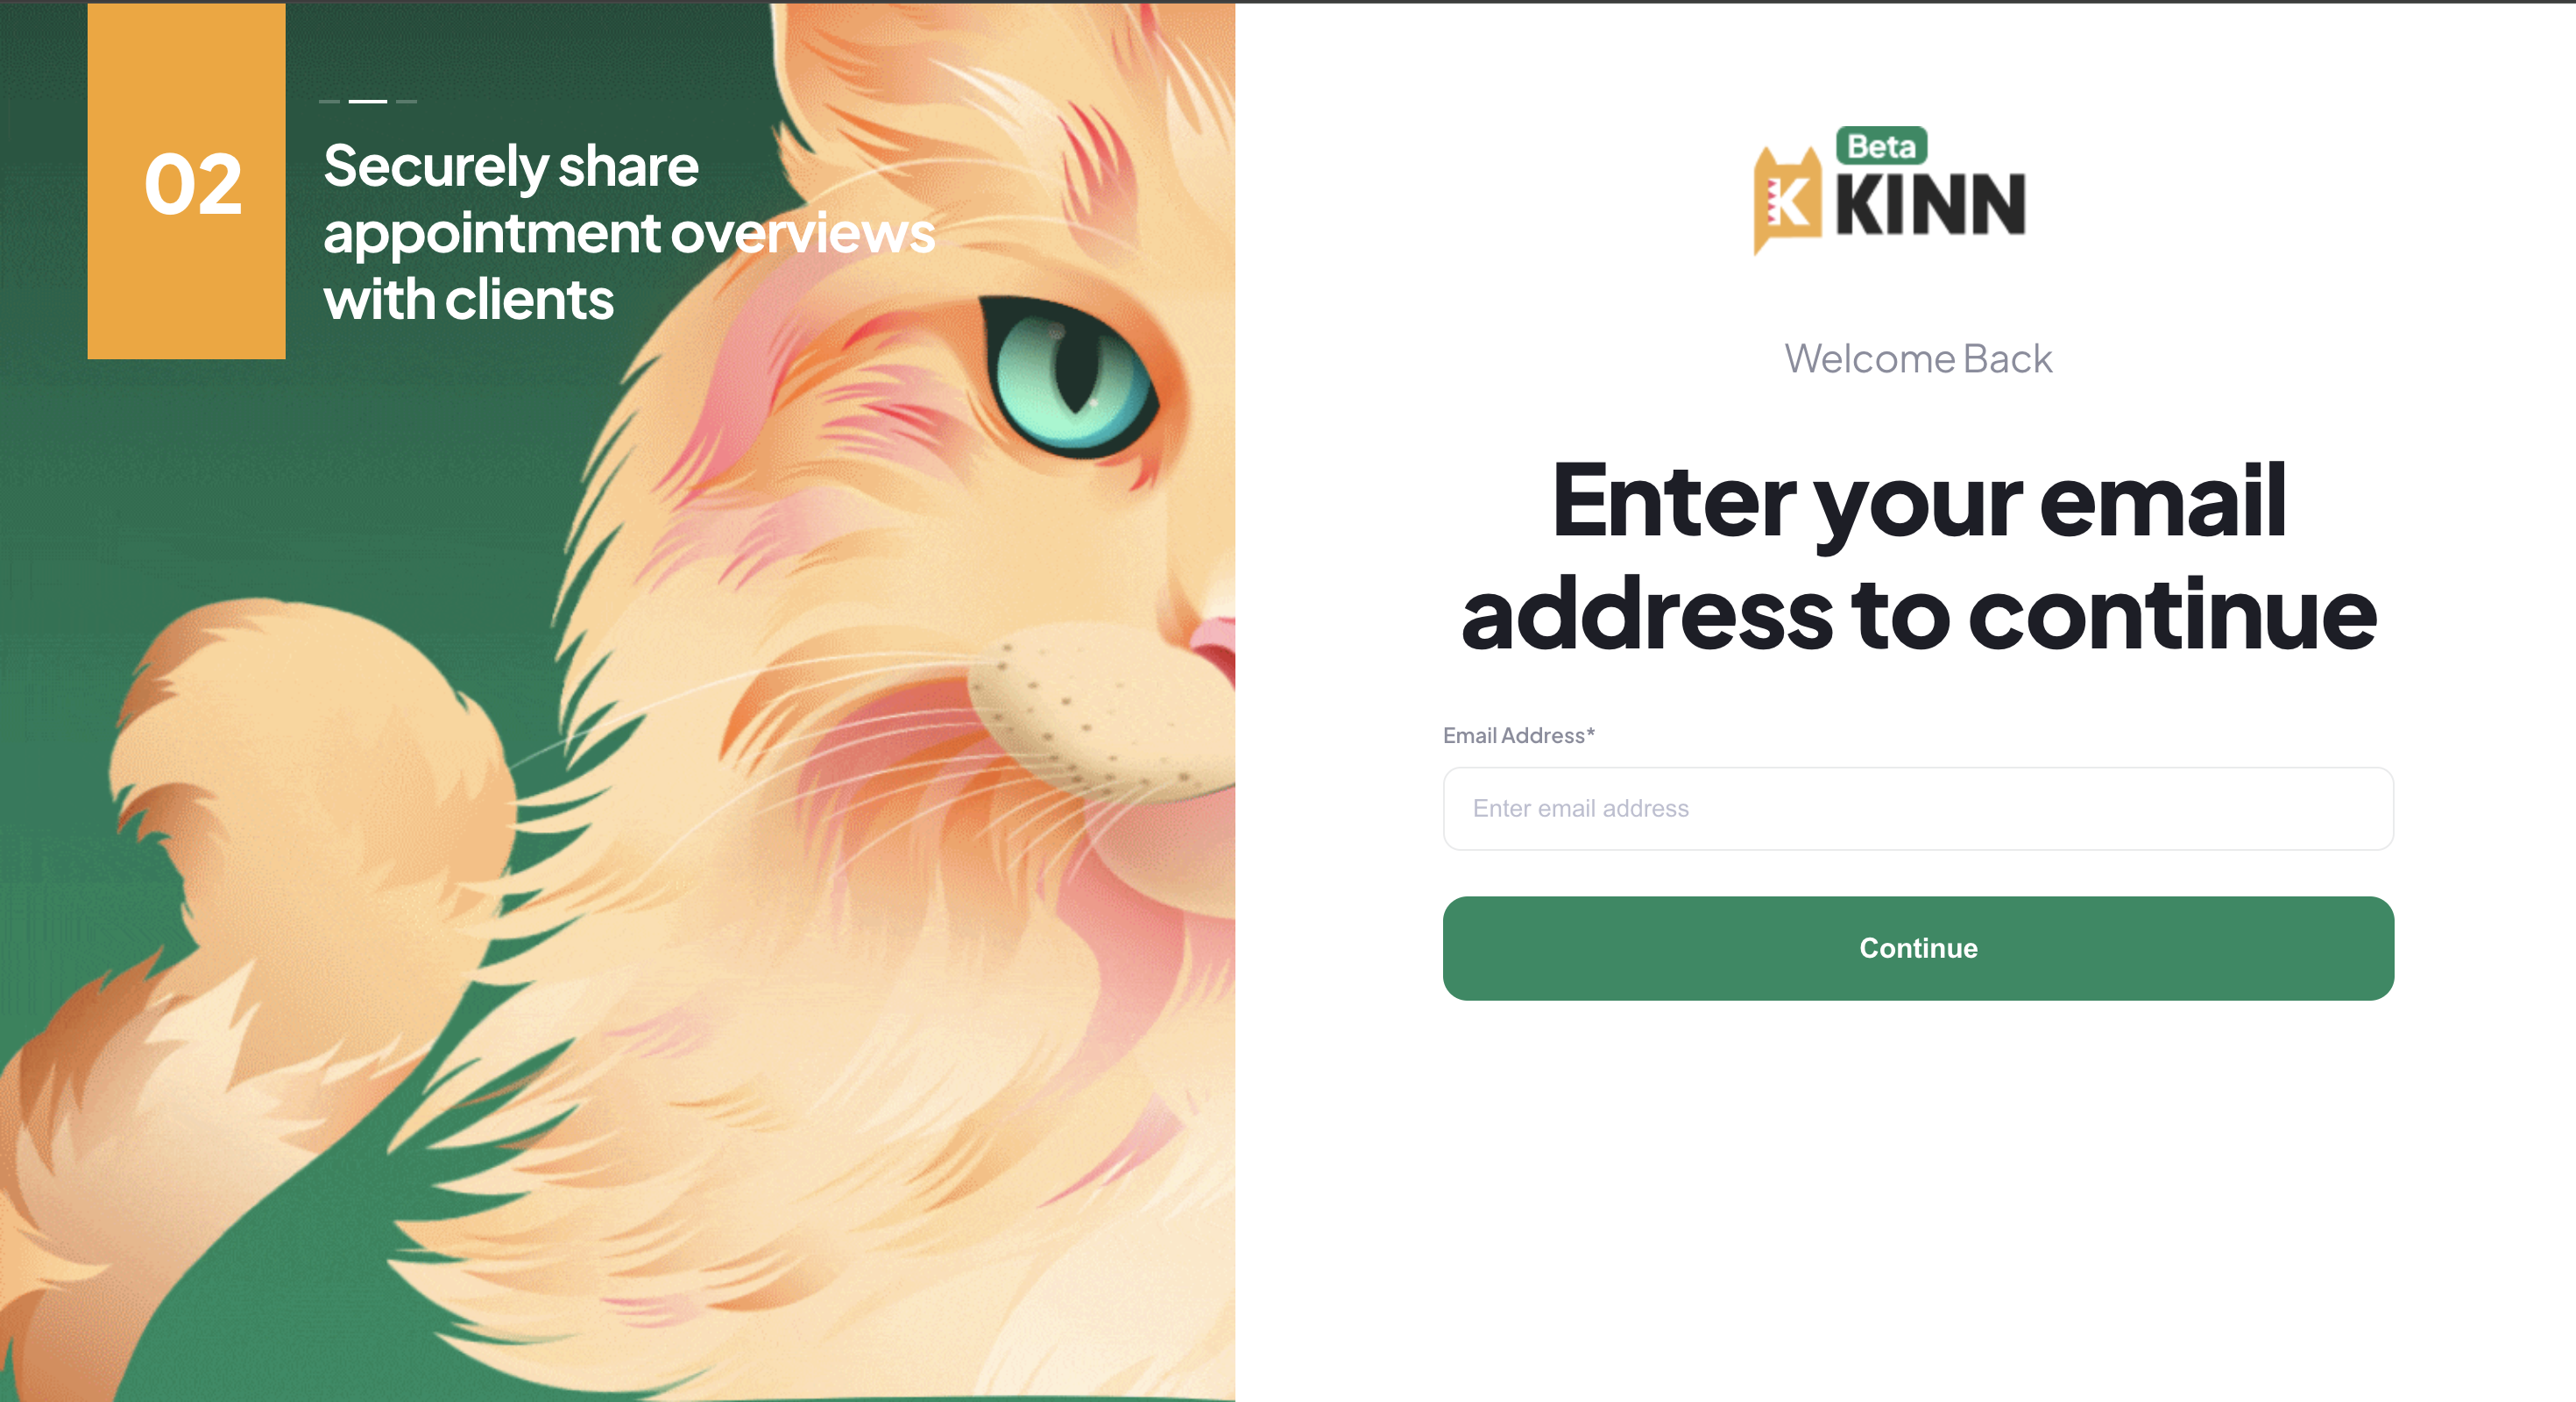 02
Securely share
appointment overviews
with clients
Beta
K KINN
Welcome Back
Enter your email
address to continue
Email Address*
Enter email address
Continue